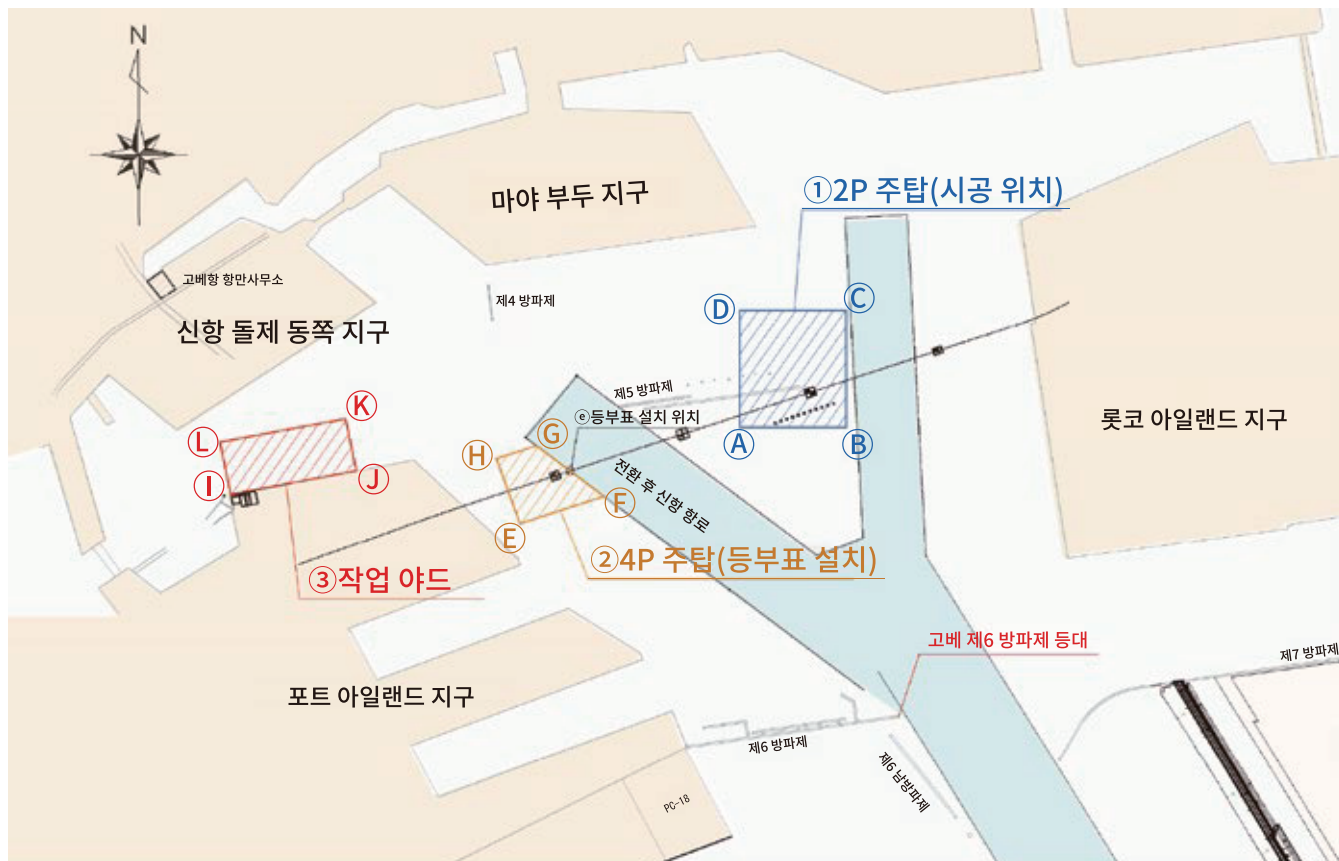 N
마야 부두 지구
①2P 주탑(시공 위치)
고베항 항만사무소
제4 방파제
신항 돌제 동쪽 지구
Ⓓ
Ⓒ
제5 방파제
ⓔ등부표 설치 위치
Ⓚ
Ⓛ
Ⓖ
Ⓐ
Ⓑ
롯코 아일랜드 지구
Ⓗ
Ⓘ
Ⓙ
전환 후 신항 항로
Ⓕ
Ⓔ
②4P 주탑(등부표 설치)
③작업 야드
고베 제6 방파제 등대
제7 방파제
포트 아일랜드 지구
제6 방파제
제6 남방파제
PC-18